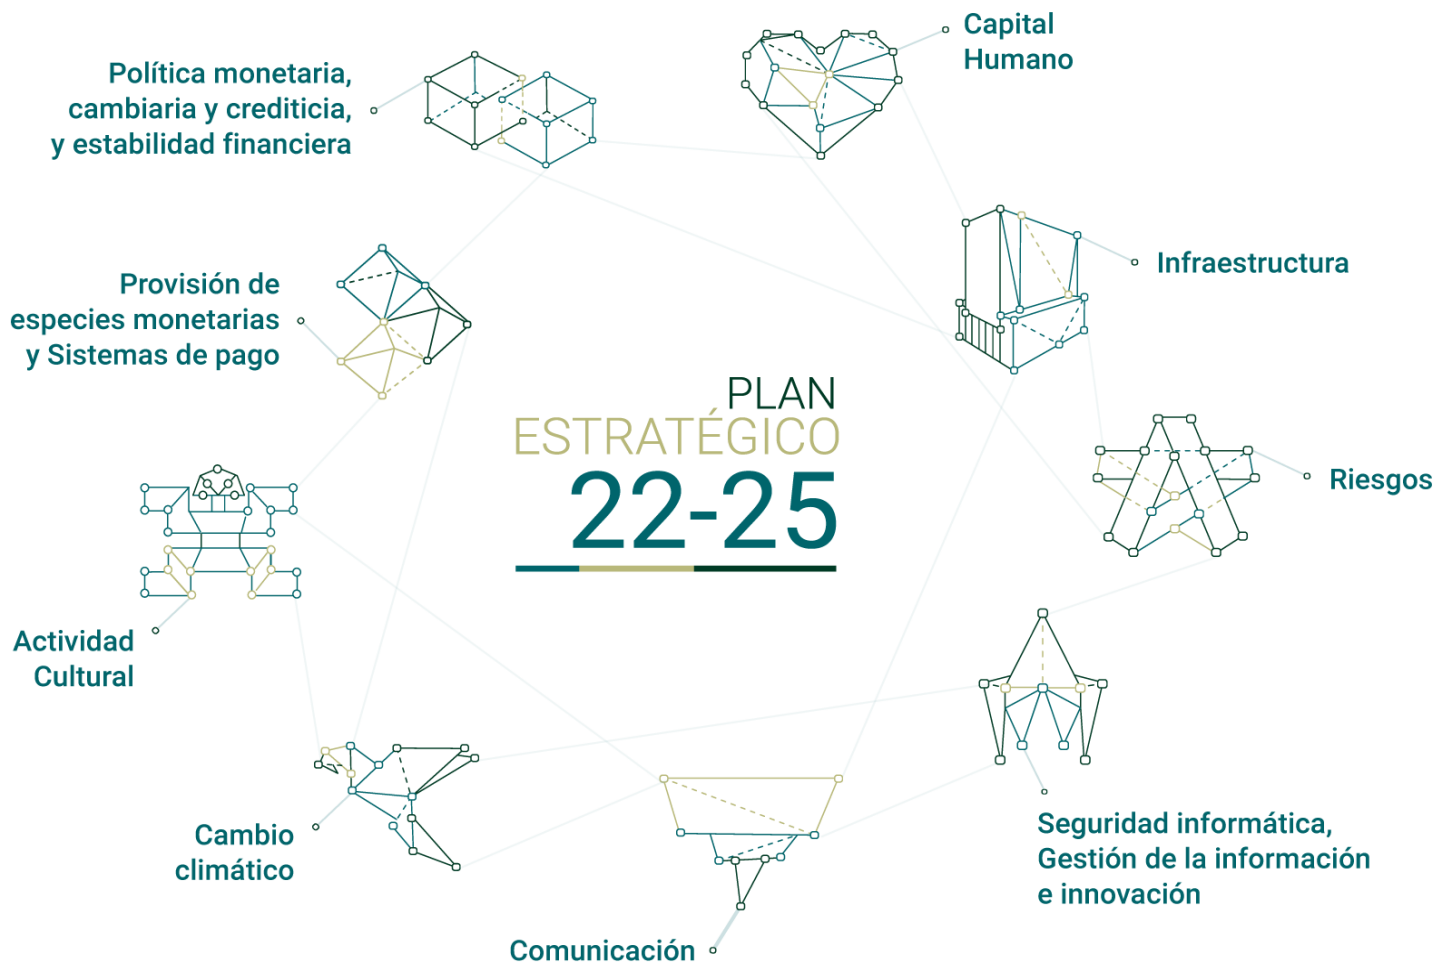 Política monetaria,
cambiaria y crediticia,
y estabilidad financiera
Capital
Humano
Infraestructura
Provisión de
especies monetarias
y Sistemas de pago
PLAN
ESTRATÉGICO
22-25
Riesgos
Actividad
Cultural
Cambio
climático
Seguridad informática,
Gestión de la información
e innovación
Comunicación